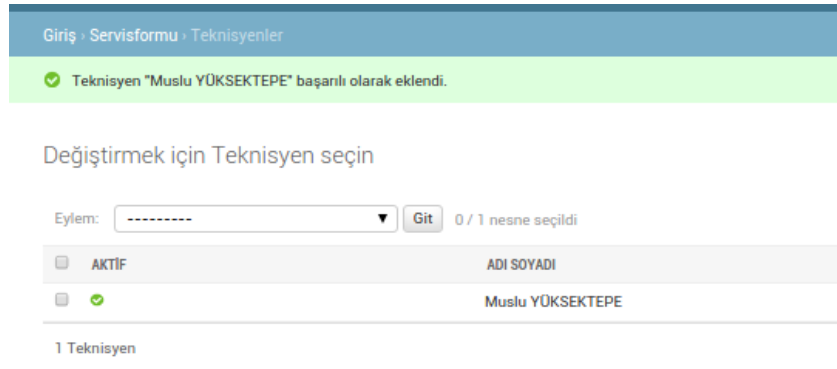 Giriş › Servisformu › Teknisyenler
Teknisyen "Muslu YÜKSEKTEPE" başarılı olarak eklendi.
Değiştirmek için Teknisyen seçin
Eylem: --------- Git 0 / 1 nesne seçildi
AKTİF ADI SOYADI
Muslu YÜKSEKTEPE
1 Teknisyen